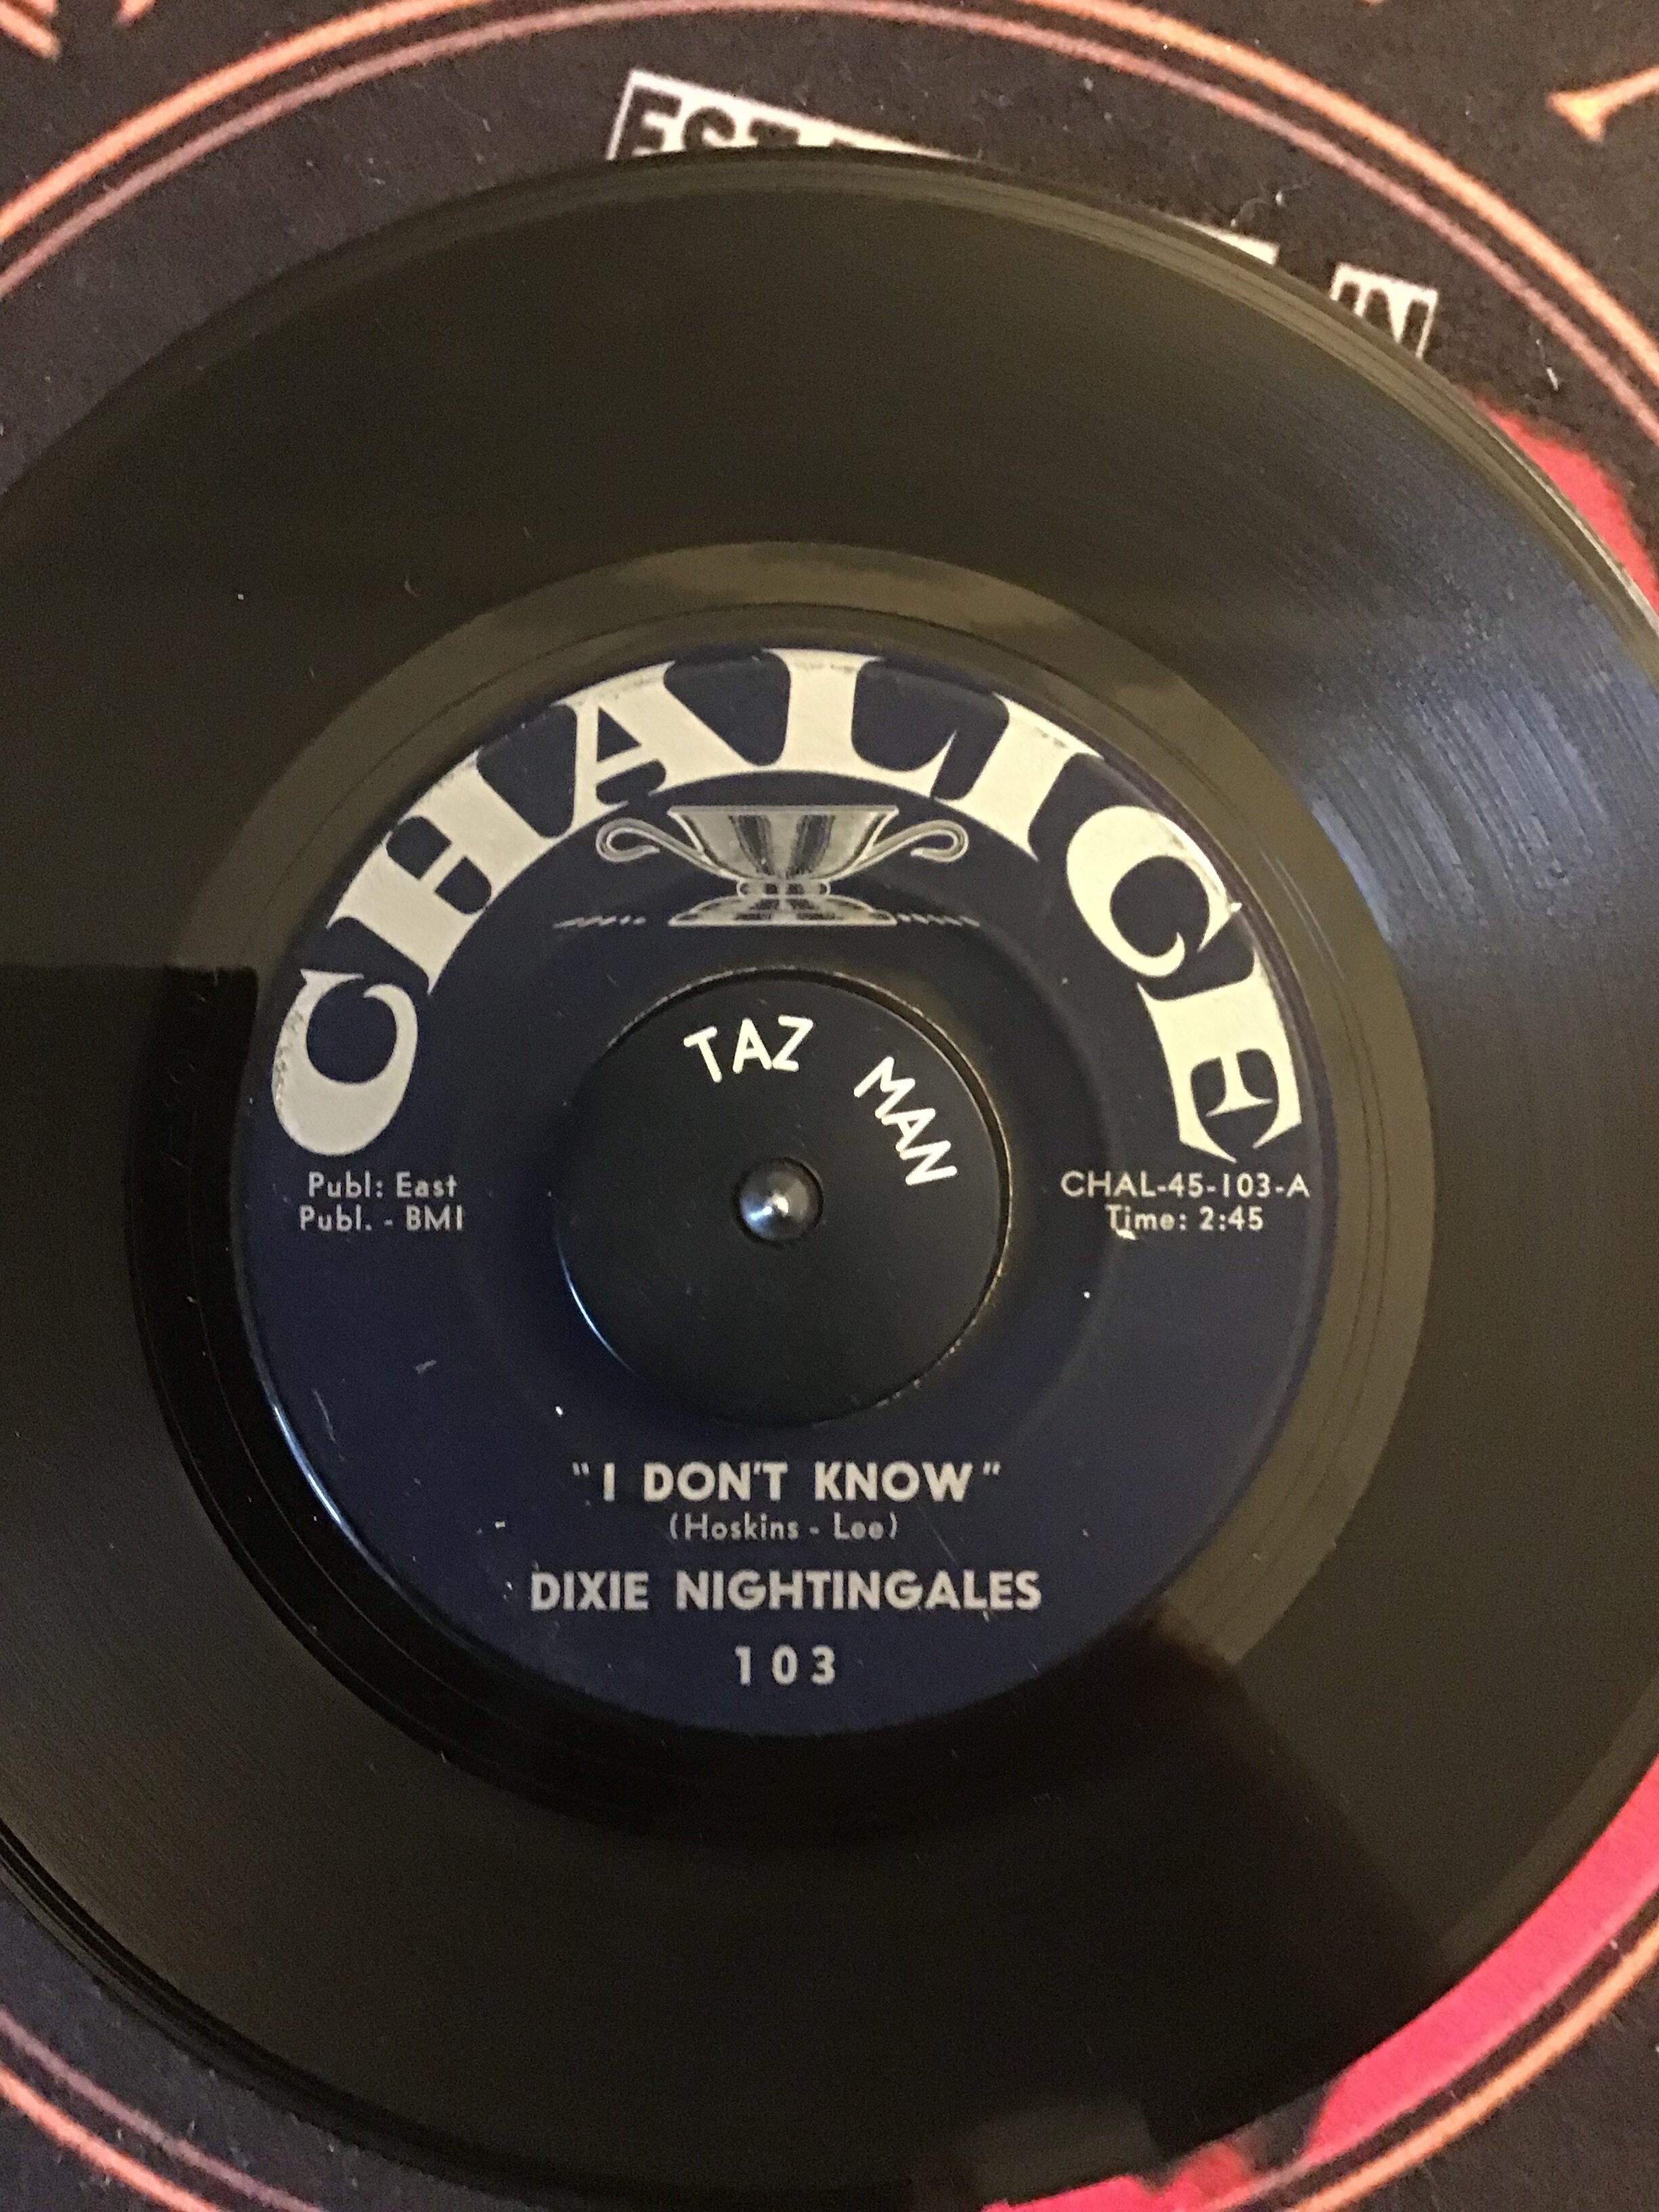 CHALICE
TAZ MAN
Publ: East
Publ. - BMI
CHAL-45-103-A
Time: 2:45
"I DON'T KNOW"
(Hoskins - Lee)
DIXIE NIGHTINGALES
103